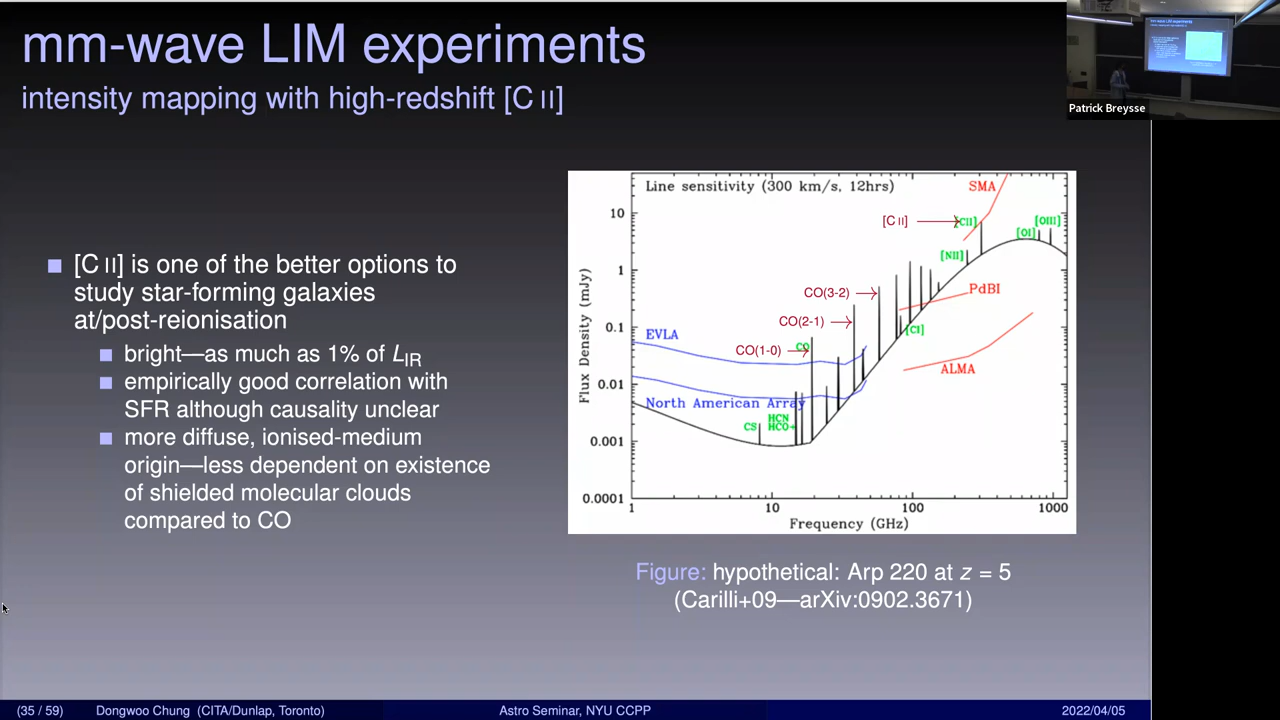 mm-wave LIM experiments
intensity mapping with high-redshift [C II]
Patrick Breysse
[C II] is one of the better options to
study star-forming galaxies
at/post-reionisation
bright—as much as 1% of LIR
empirically good correlation with
SFR although causality unclear
more diffuse, ionised-medium
origin—less dependent on existence
of shielded molecular clouds
compared to CO
Line sensitivity (300 km/s, 12hrs)
SMA
[C II]
[CII]
[OI]
[OIII]
[NII]
CO(3-2)
PdBI
CO(2-1)
[CI]
EVLA
CO(1-0)
CO
ALMA
North American Array
CS
HCN
HCO+
Flux Density (mJy)
10
1
0.1
0.01
0.001
0.0001
1
10
100
1000
Frequency (GHz)
Figure: hypothetical: Arp 220 at z = 5
(Carilli+09—arXiv:0902.3671)
(35 / 59)
Dongwoo Chung (CITA/Dunlap, Toronto)
Astro Seminar, NYU CCPP
2022/04/05